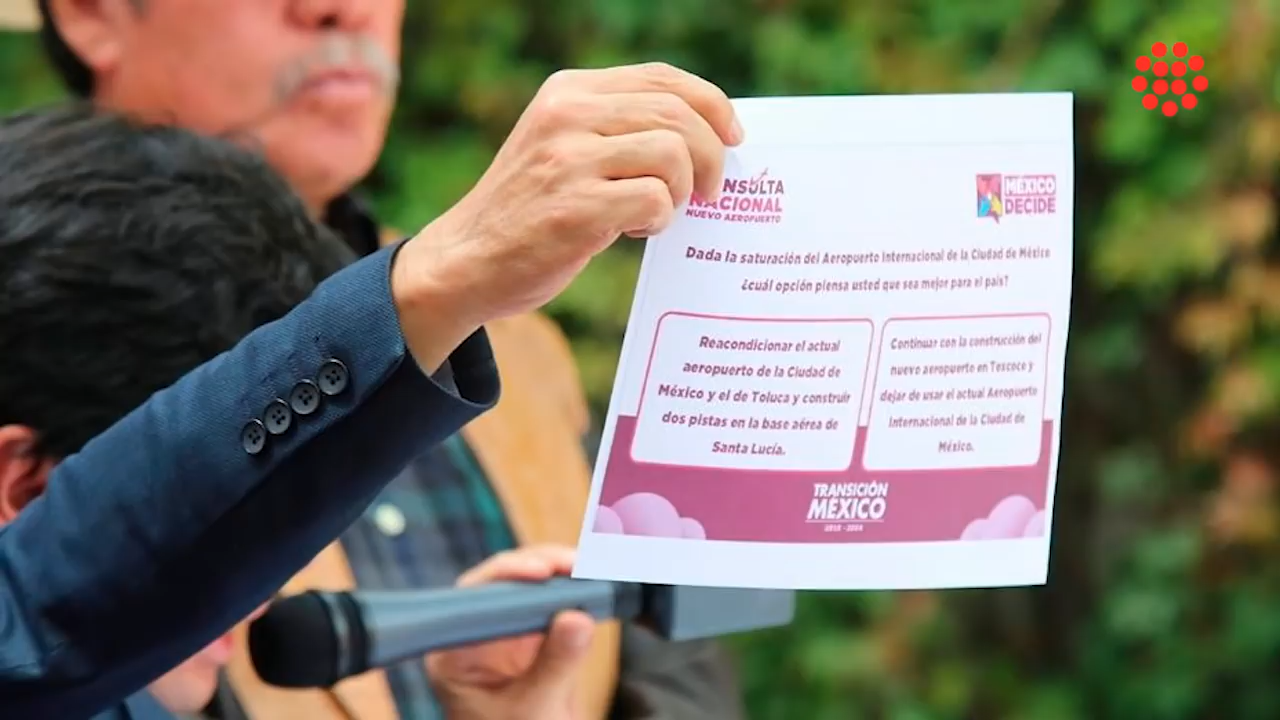 NSULTA
NACIONAL
NUEVO AEROPUERTO
MÉXICO
DECIDE
Dada la saturación del Aeropuerto Internacional de la Ciudad de México
¿cuál opción piensa usted que sea mejor para el país?
Reacondicionar el actual
aeropuerto de la Ciudad de
México y el de Toluca y construir
dos pistas en la base aérea de
Santa Lucía.
Continuar con la construcción del
nuevo aeropuerto en Texcoco y
dejar de usar el actual Aeropuerto
Internacional de la Ciudad de
México.
TRANSICIÓN
MÉXICO
2018 - 2024